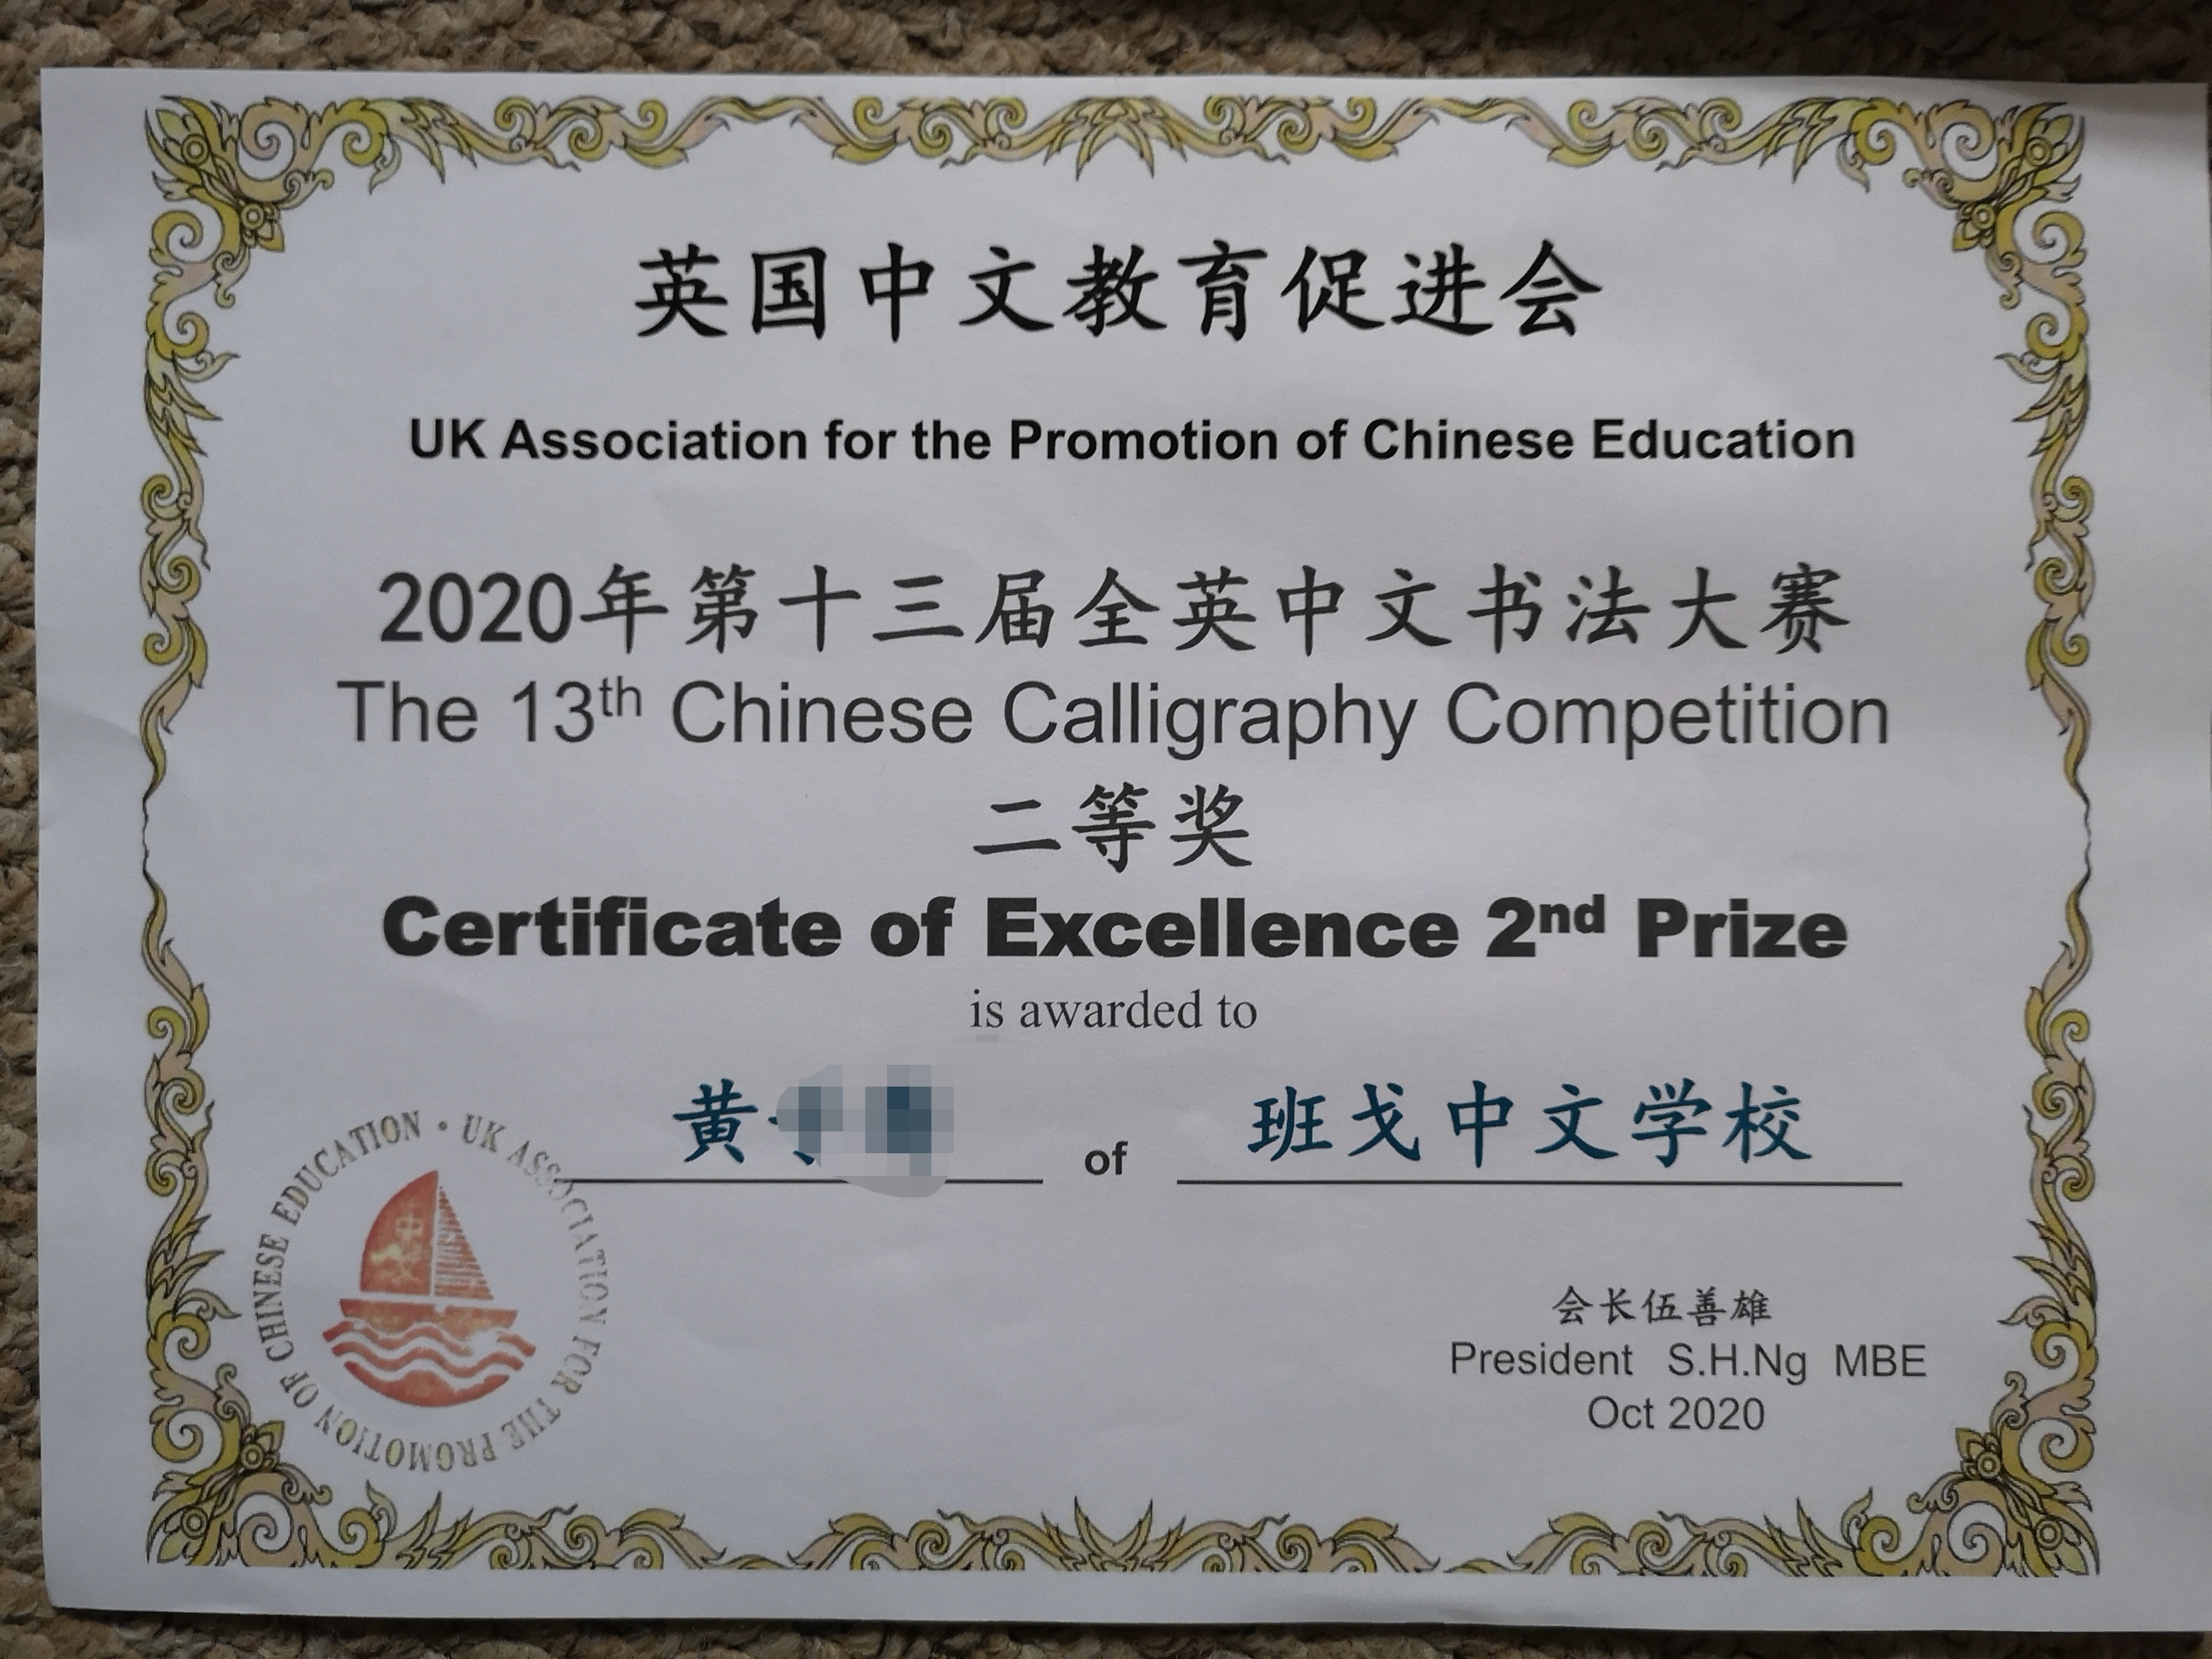 英国中文教育促进会
UK Association for the Promotion of Chinese Education
2020年第十三届全英中文书法大赛
The 13th Chinese Calligraphy Competition
二等奖
Certificate of Excellence 2nd Prize
is awarded to
黄 of 班戈中文学校
UK ASSOCIATION FOR THE PROMOTION OF CHINESE EDUCATION •
会长伍善雄
President S.H.Ng MBE
Oct 2020